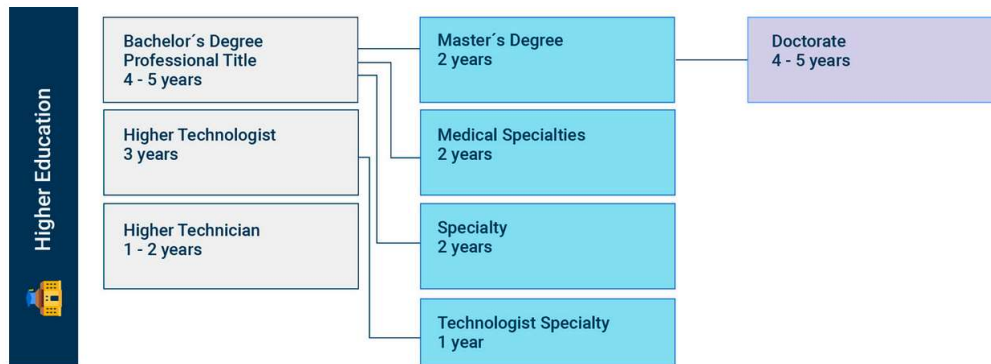 Higher Education
Bachelor´s Degree
Professional Title
4 - 5 years
Higher Technologist
3 years
Higher Technician
1 - 2 years
Master´s Degree
2 years
Medical Specialties
2 years
Specialty
2 years
Technologist Specialty
1 year
Doctorate
4 - 5 years